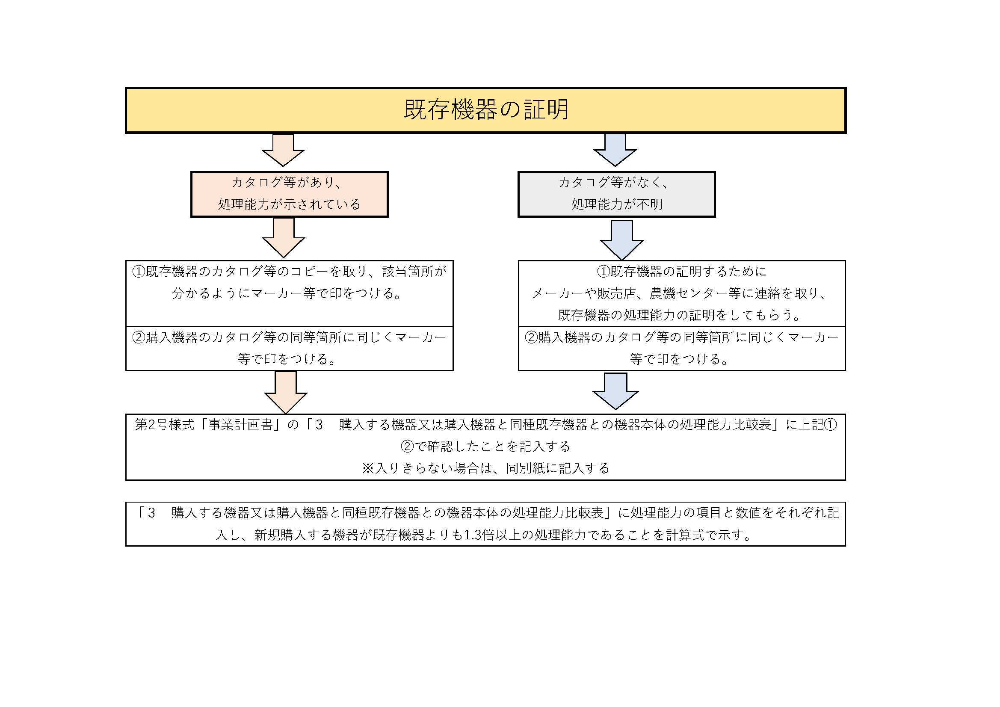 既存機器の証明
カタログ等があり、
処理能力が示されている
カタログ等がなく、
処理能力が不明
①既存機器のカタログ等のコピーを取り、該当箇所が
分かるようにマーカー等で印をつける。
②購入機器のカタログ等の同等箇所に同じくマーカー
等で印をつける。
①既存機器の証明するために
メーカーや販売店、農機センター等に連絡を取り、
既存機器の処理能力の証明をしてもらう。
②購入機器のカタログ等の同等箇所に同じくマーカー
等で印をつける。
第2号様式「事業計画書」の「３　購入する機器又は購入機器と同種既存機器との機器本体の処理能力比較表」に上記①
②で確認したことを記入する
※入りきらない場合は、同別紙に記入する
「３　購入する機器又は購入機器と同種既存機器との機器本体の処理能力比較表」に処理能力の項目と数値をそれぞれ記
入し、新規購入する機器が既存機器よりも1.3倍以上の処理能力であることを計算式で示す。